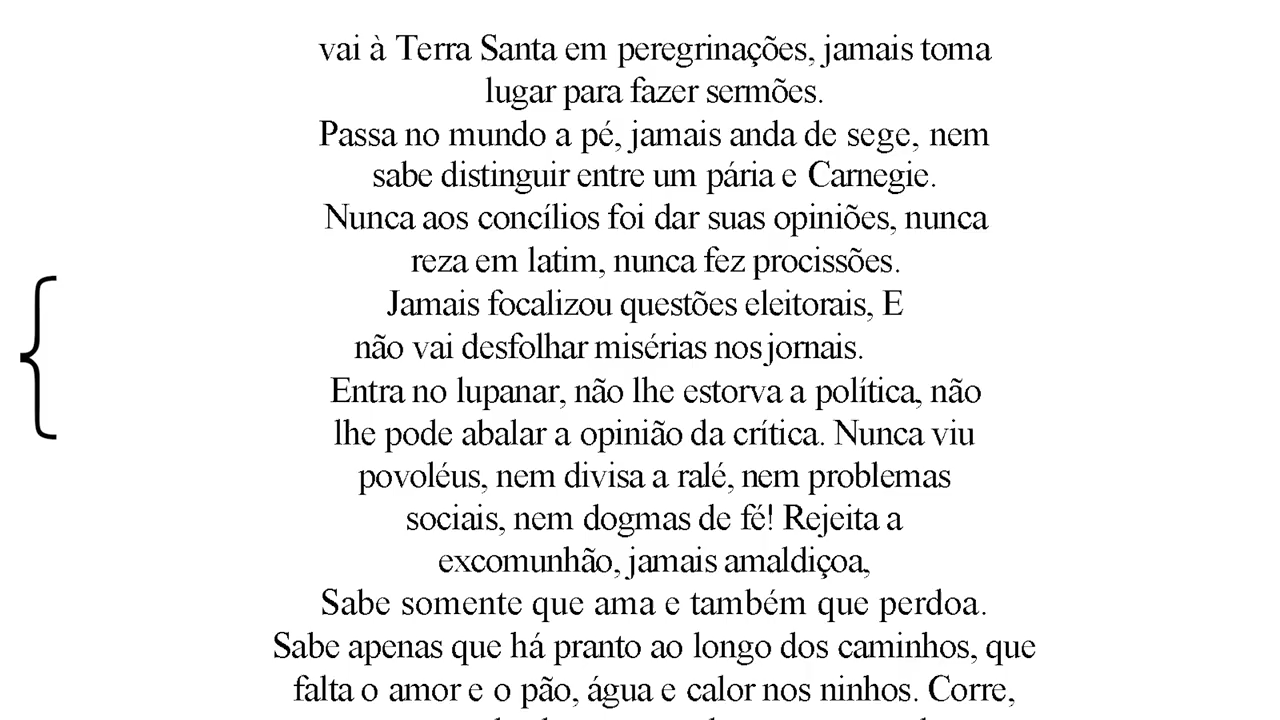 vai à Terra Santa em peregrinações, jamais toma
lugar para fazer sermões.
Passa no mundo a pé, jamais anda de sege, nem
sabe distinguir entre um pária e Carnegie.
Nunca aos concílios foi dar suas opiniões, nunca
reza em latim, nunca fez procissões.
Jamais focalizou questões eleitorais, E
não vai desfolhar misérias nos jornais.
Entra no lupanar, não lhe estorva a política, não
lhe pode abalar a opinião da crítica. Nunca viu
povoléus, nem divisa a ralé, nem problemas
sociais, nem dogmas de fé! Rejeita a
excomunhão, jamais amaldiçoa,
Sabe somente que ama e também que perdoa.
Sabe apenas que há pranto ao longo dos caminhos, que
falta o amor e o pão, água e calor nos ninhos. Corre,